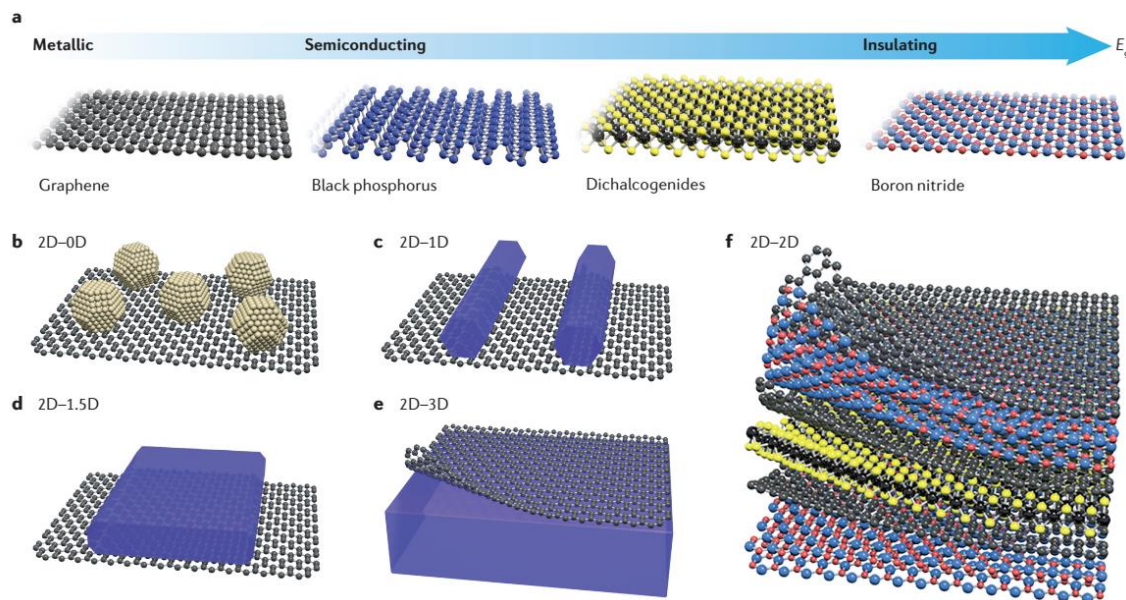 a
Metallic Semiconducting Insulating E
Graphene Black phosphorus Dichalcogenides Boron nitride
b 2D–0D c 2D–1D f 2D–2D
d 2D–1.5D e 2D–3D